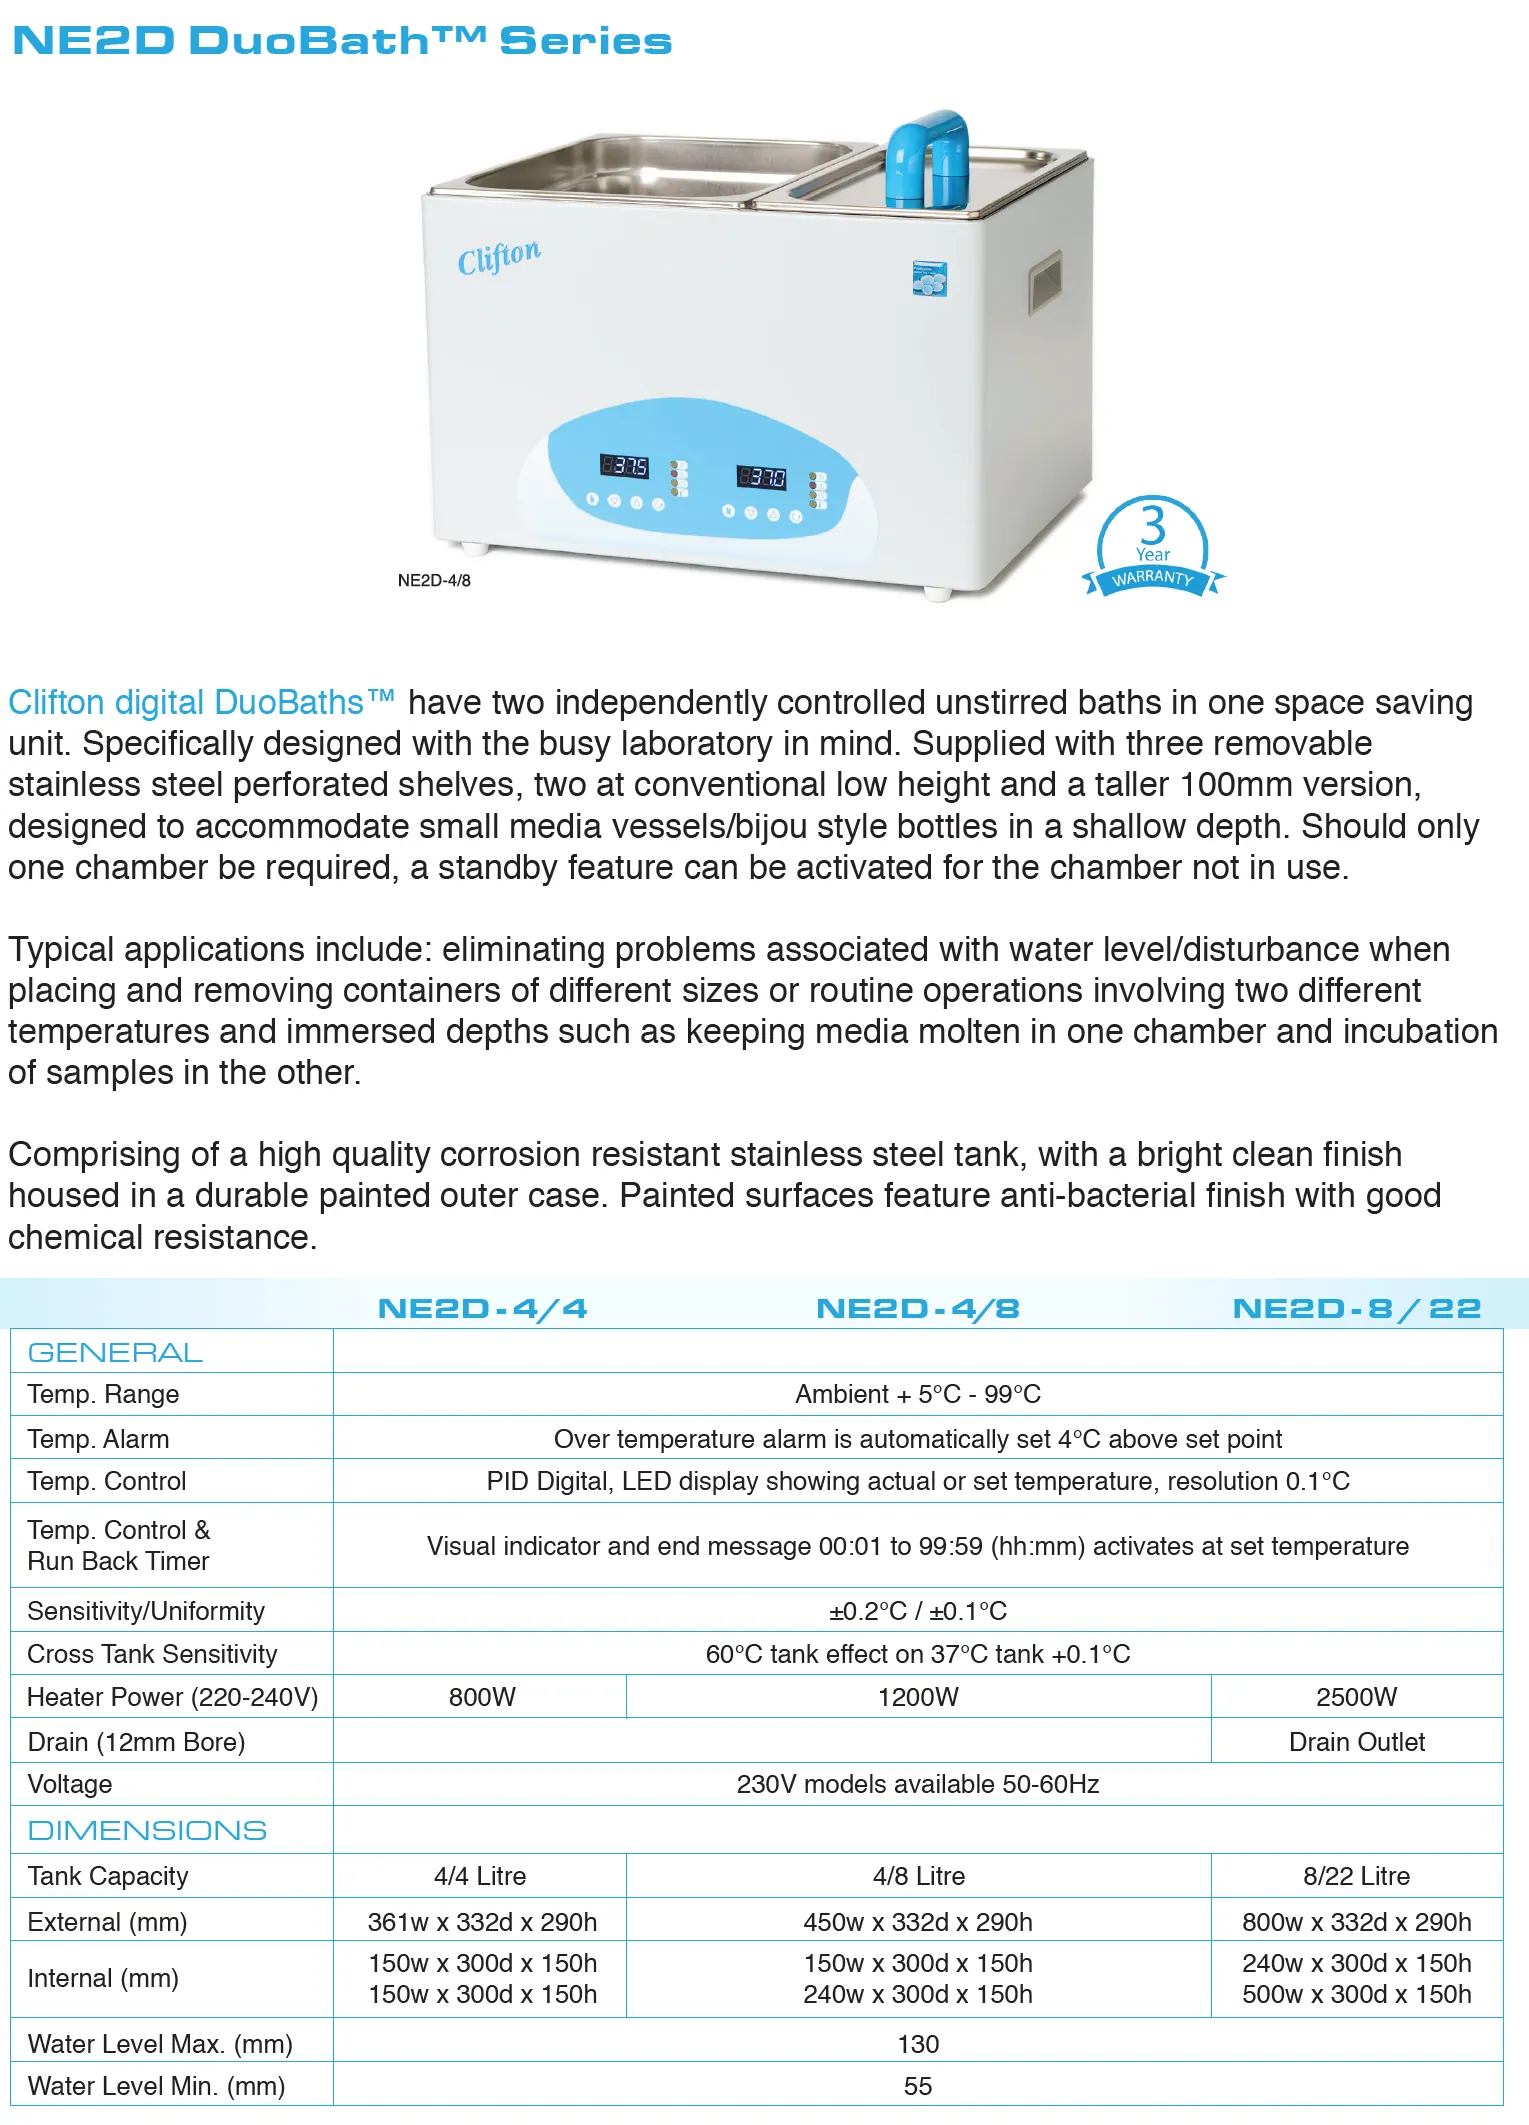 NE2D DuoBath™ Series
Clifton
37.5
37.0
NE2D-4/8
3
Year
WARRANTY
Clifton digital DuoBaths™ have two independently controlled unstirred baths in one space saving
unit. Specifically designed with the busy laboratory in mind. Supplied with three removable
stainless steel perforated shelves, two at conventional low height and a taller 100mm version,
designed to accommodate small media vessels/bijou style bottles in a shallow depth. Should only
one chamber be required, a standby feature can be activated for the chamber not in use.
Typical applications include: eliminating problems associated with water level/disturbance when
placing and removing containers of different sizes or routine operations involving two different
temperatures and immersed depths such as keeping media molten in one chamber and incubation
of samples in the other.
Comprising of a high quality corrosion resistant stainless steel tank, with a bright clean finish
housed in a durable painted outer case. Painted surfaces feature anti-bacterial finish with good
chemical resistance.
NE2D-4/4 NE2D-4/8 NE2D-8/22
GENERAL
Temp. Range Ambient + 5°C - 99°C
Temp. Alarm Over temperature alarm is automatically set 4°C above set point
Temp. Control PID Digital, LED display showing actual or set temperature, resolution 0.1°C
Temp. Control &
Run Back Timer Visual indicator and end message 00:01 to 99:59 (hh:mm) activates at set temperature
Sensitivity/Uniformity ±0.2°C / ±0.1°C
Cross Tank Sensitivity 60°C tank effect on 37°C tank +0.1°C
Heater Power (220-240V) 800W 1200W 2500W
Drain (12mm Bore) Drain Outlet
Voltage 230V models available 50-60Hz
DIMENSIONS
Tank Capacity 4/4 Litre 4/8 Litre 8/22 Litre
External (mm) 361w x 332d x 290h 450w x 332d x 290h 800w x 332d x 290h
Internal (mm) 150w x 300d x 150h 150w x 300d x 150h 240w x 300d x 150h
150w x 300d x 150h 240w x 300d x 150h 500w x 300d x 150h
Water Level Max. (mm) 130
Water Level Min. (mm) 55